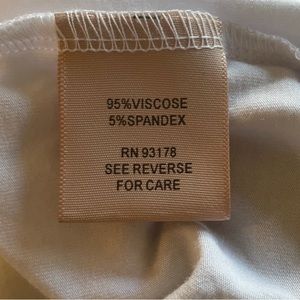 95%VISCOSE
5%SPANDEX
RN 93178
SEE REVERSE
FOR CARE